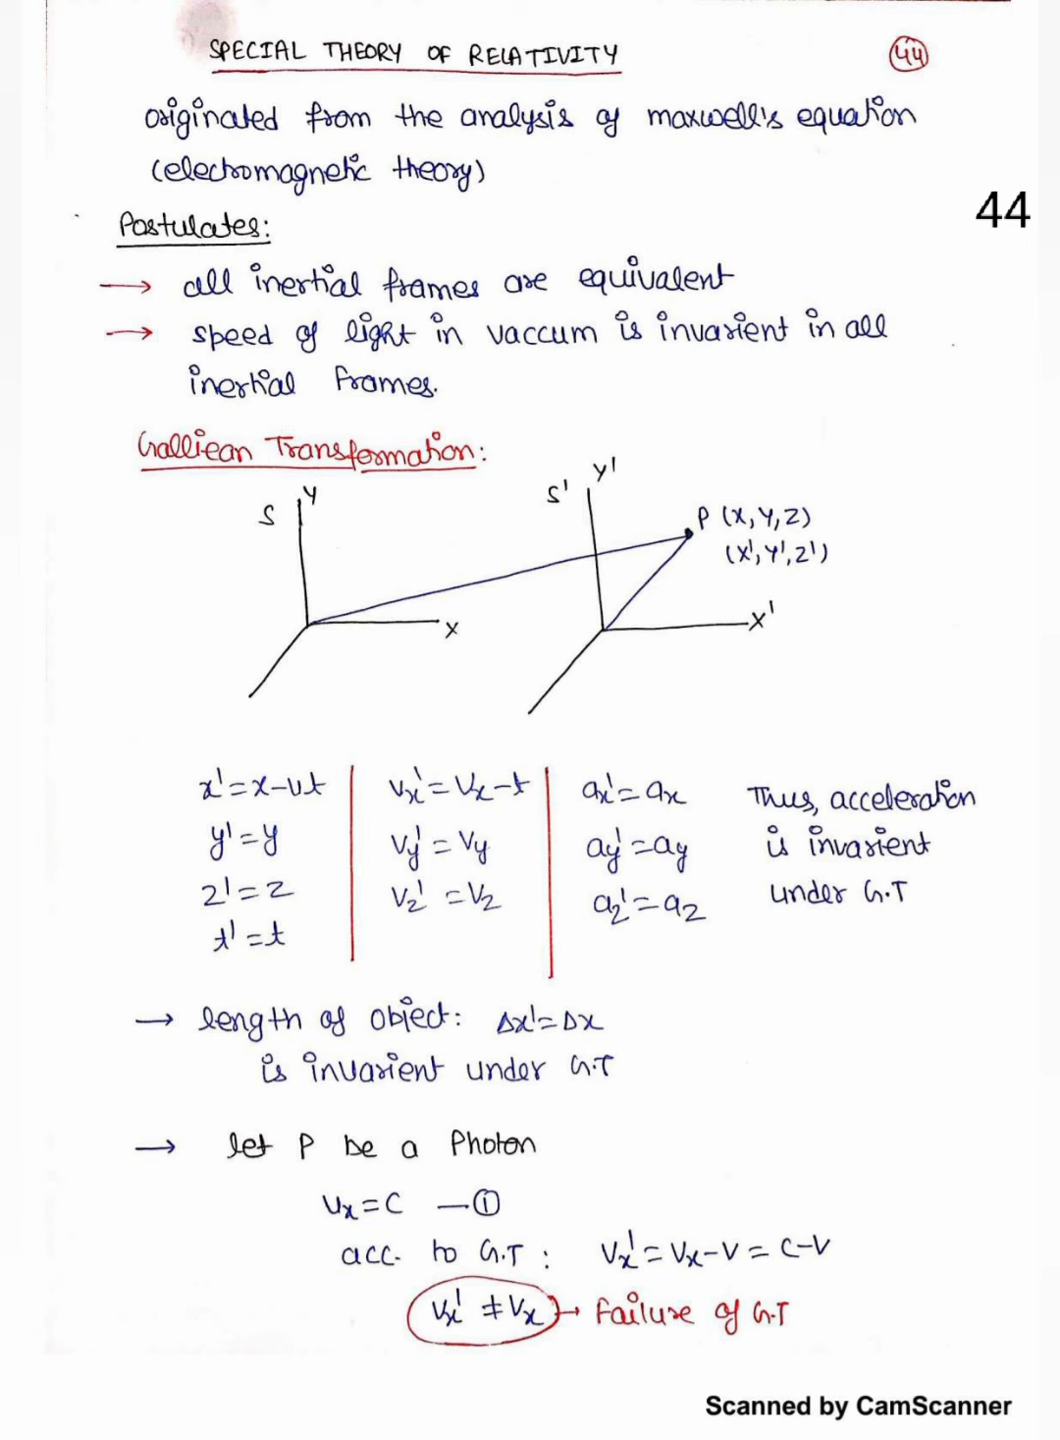 SPECIAL THEORY OF RELATIVITY
44
originated from the analysis of maxwell's equation
(electromagnetic theory)
44
Postulates:
→ all inertial frames are equivalent
→ speed of light in vaccum is invarient in all
inertial frames.
Galliean Transformation:
S Y
S' Y'
P (X,Y,Z)
(X',Y',Z')
X
X'
x'=x-vt Vx'=Vx-t ax'=ax Thus, acceleration
y'=y Vy'=Vy ay'=ay is invarient
z'=z Vz'=Vz az'=az under G.T
t'=t
→ length of object: Δx'=Δx
is invarient under G.T
→ let P be a Photon
Ux=C —①
acc. to G.T: Vx'=Vx-V=C-V
Vx'≠Vx → Failure of G.T
Scanned by CamScanner